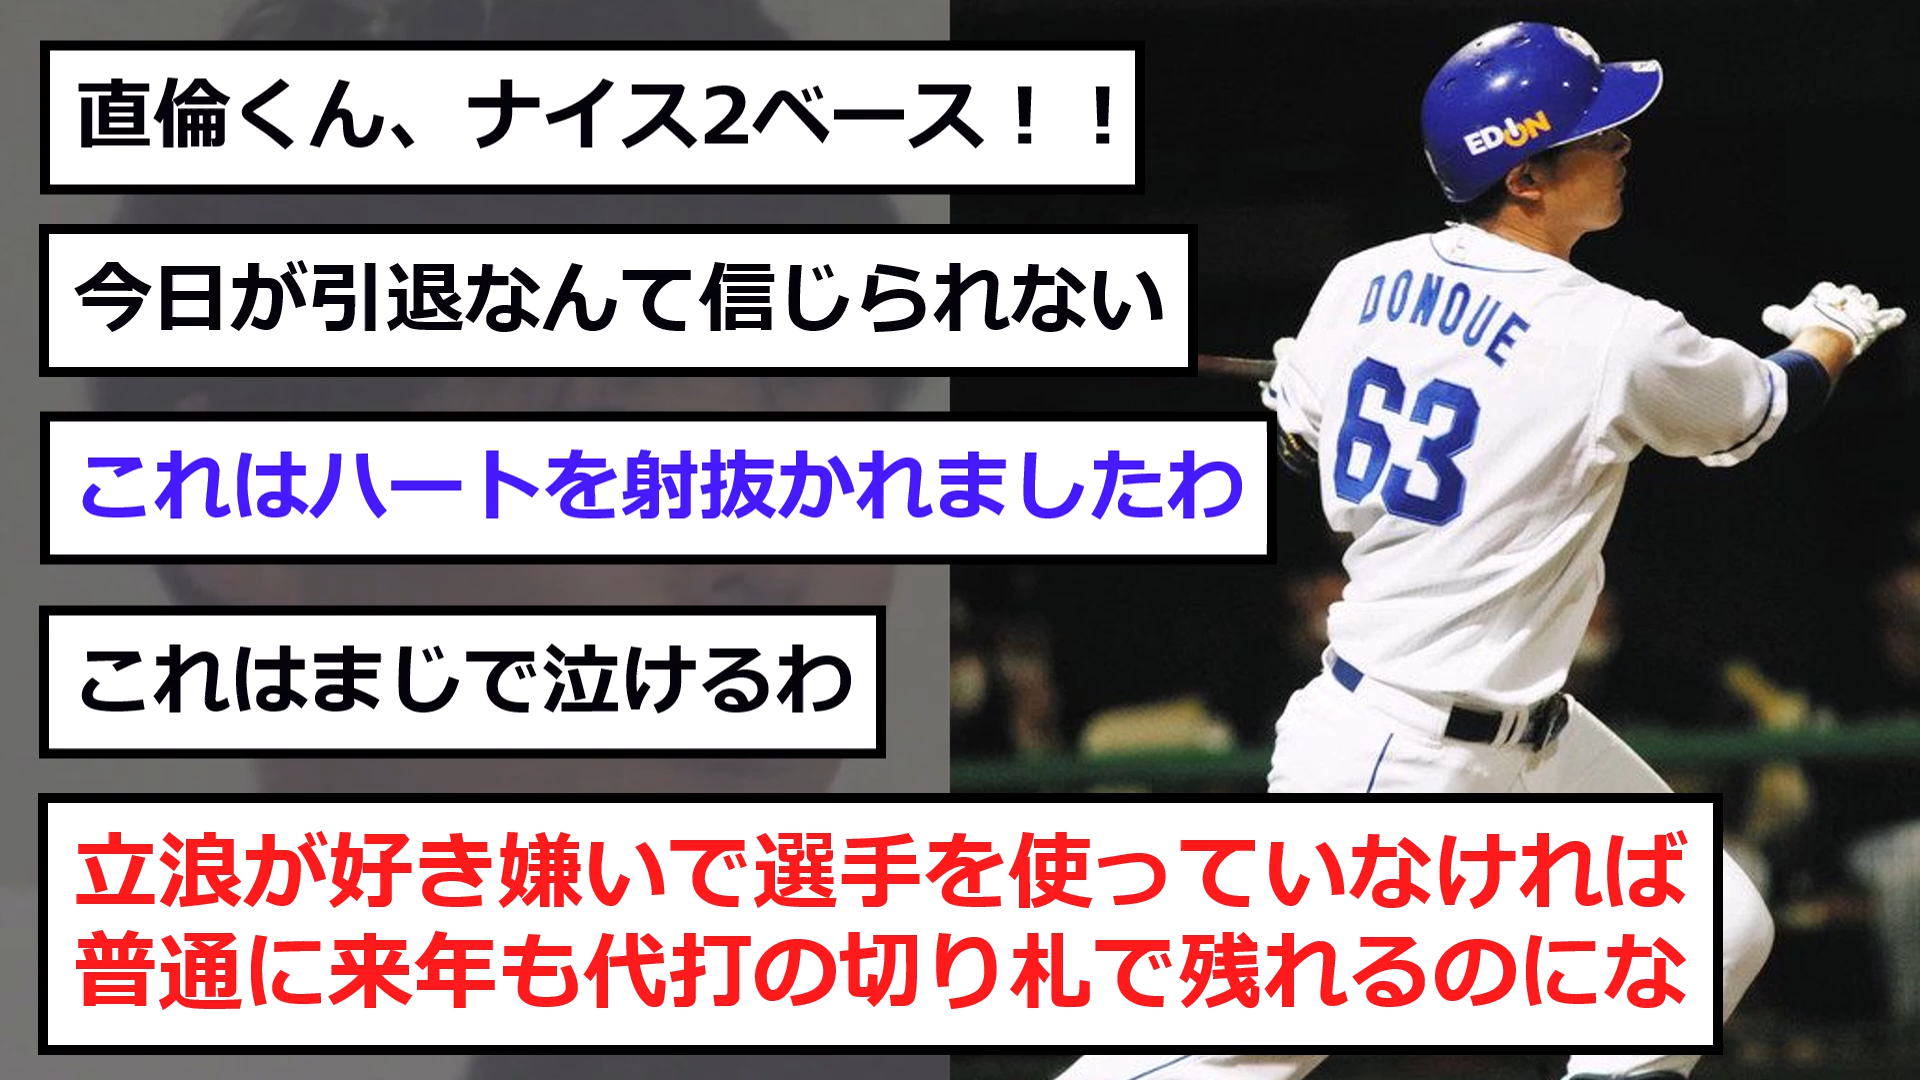 直倫くん、ナイス2ベース！！
今日が引退なんて信じられない
これはハートを射抜かれましたわ
これはまじで泣けるわ
立浪が好き嫌いで選手を使っていなければ
普通に来年も代打の切り札で残れるのにな
EDION
DONOUE
63